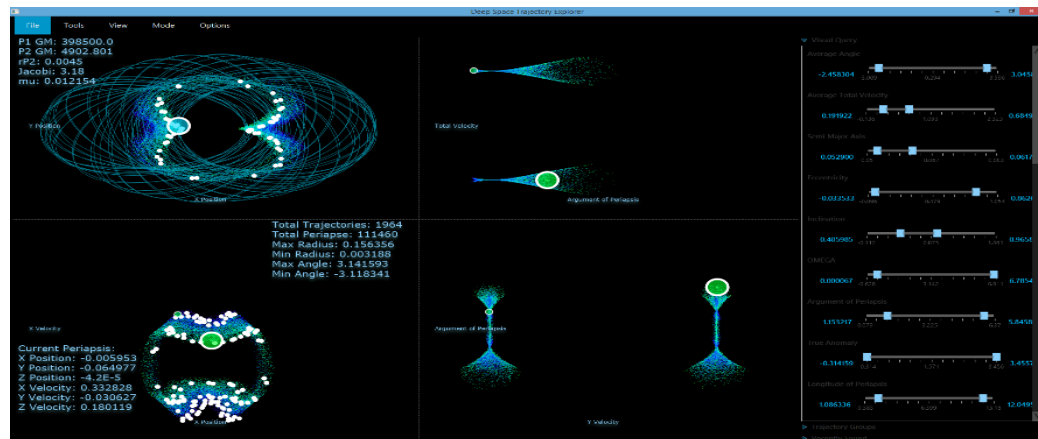 Deep Space Trajectory Explorer
File Tools View Mode Options
P1 GM: 398500.0
P2 GM: 4902.801
rP2: 0.0045
Jacobi: 3.18
mu: 0.012154
Y Position
X Position
Total Velocity
Argument of Periapsis
Total Trajectories: 1964
Total Periapse: 111460
Max Radius: 0.156356
Min Radius: 0.003188
Max Angle: 3.141593
Min Angle: -3.118341
X Velocity
Current Periapsis:
X Position: -0.005953
Y Position: -0.064977
Z Position: -4.2E-5
X Velocity: 0.332828
Y Velocity: -0.030627
Z Velocity: 0.180119
X Position
Argument of Periapsis
Y Velocity
Visual Query
Average Angle
-2.458304
Average Total Velocity
0.191922
Semi Major Axis
0.052900
Eccentricity
-0.033533
Inclination
0.405985
OMEGA
0.000067
Argument of Periapsis
1.153217
True Anomaly
-0.314159
Longitude of Periapsis
1.086336
Trajectory Groups